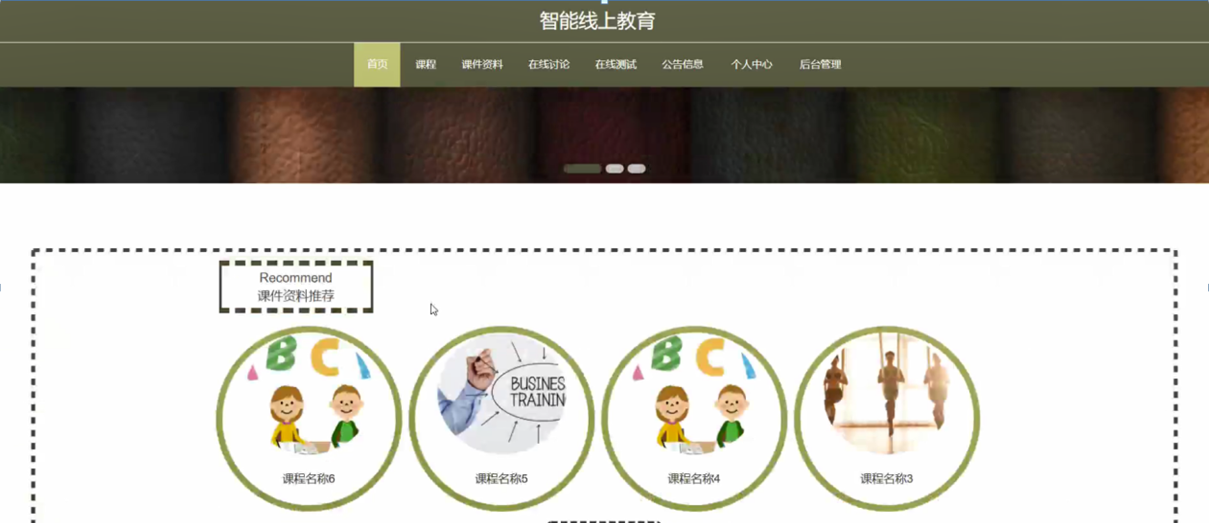 智能线上教育
首页 课程 课件资料 在线讨论 在线测试 公告信息 个人中心 后台管理
Recommend
课件资料推荐
B C
BUSINES
TRAININ
B C
课程名称6 课程名称5 课程名称4 课程名称3